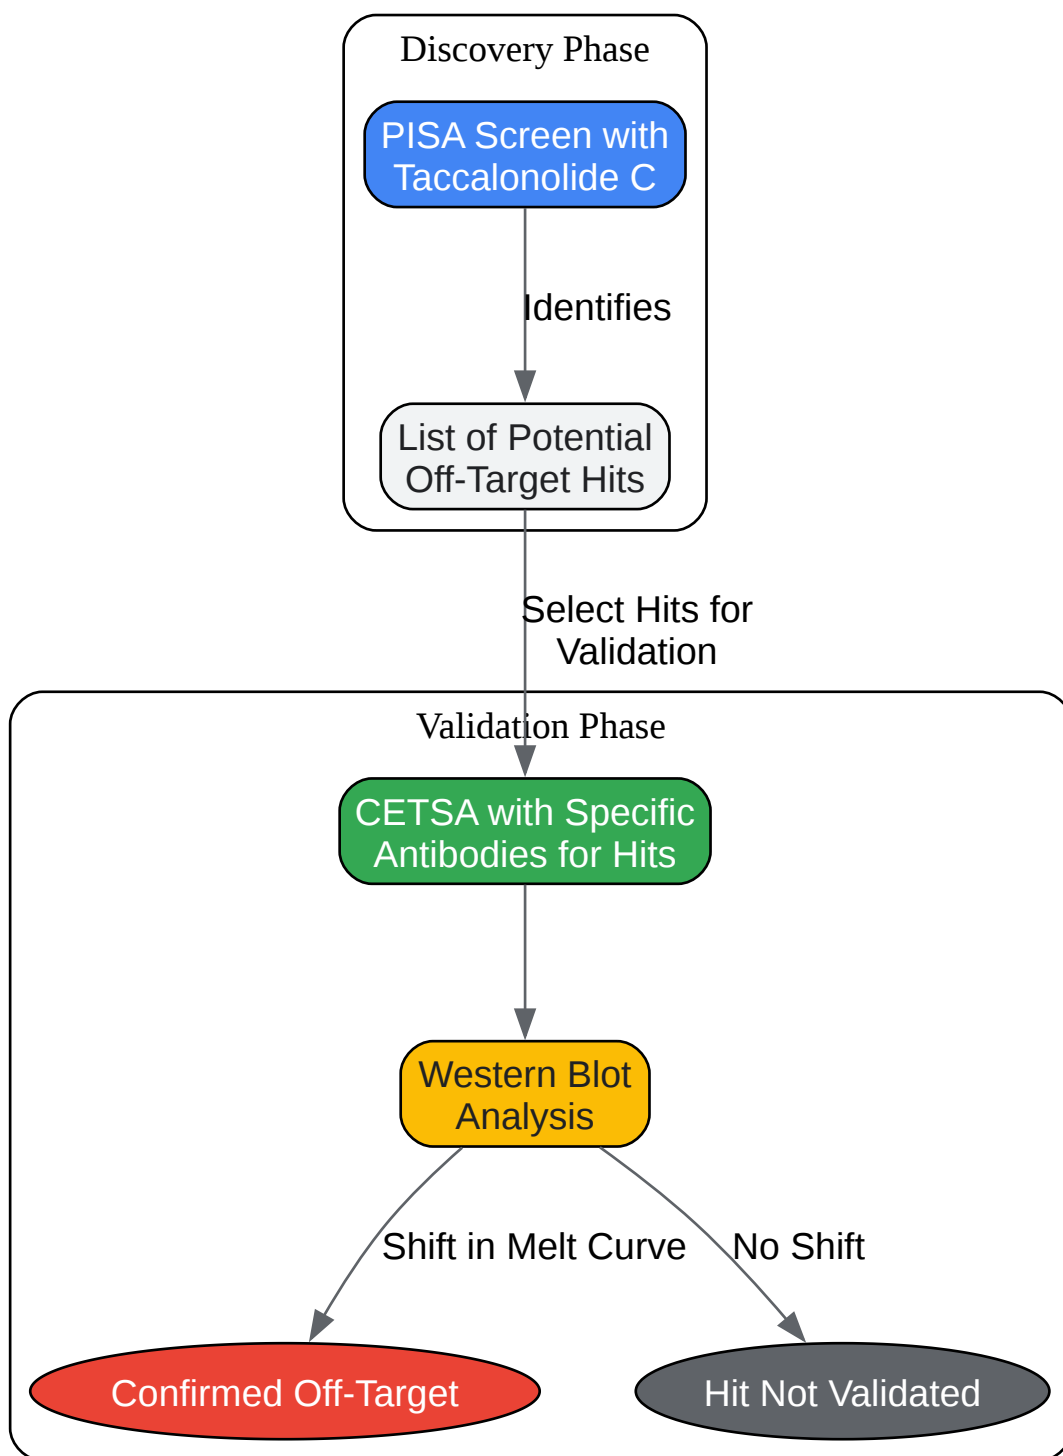 Discovery Phase
PISA Screen with
Taccalonolide C
Identifies
List of Potential
Off-Target Hits
Select Hits for
Validation
Validation Phase
CETSA with Specific
Antibodies for Hits
Western Blot
Analysis
Shift in Melt Curve
No Shift
Confirmed Off-Target
Hit Not Validated